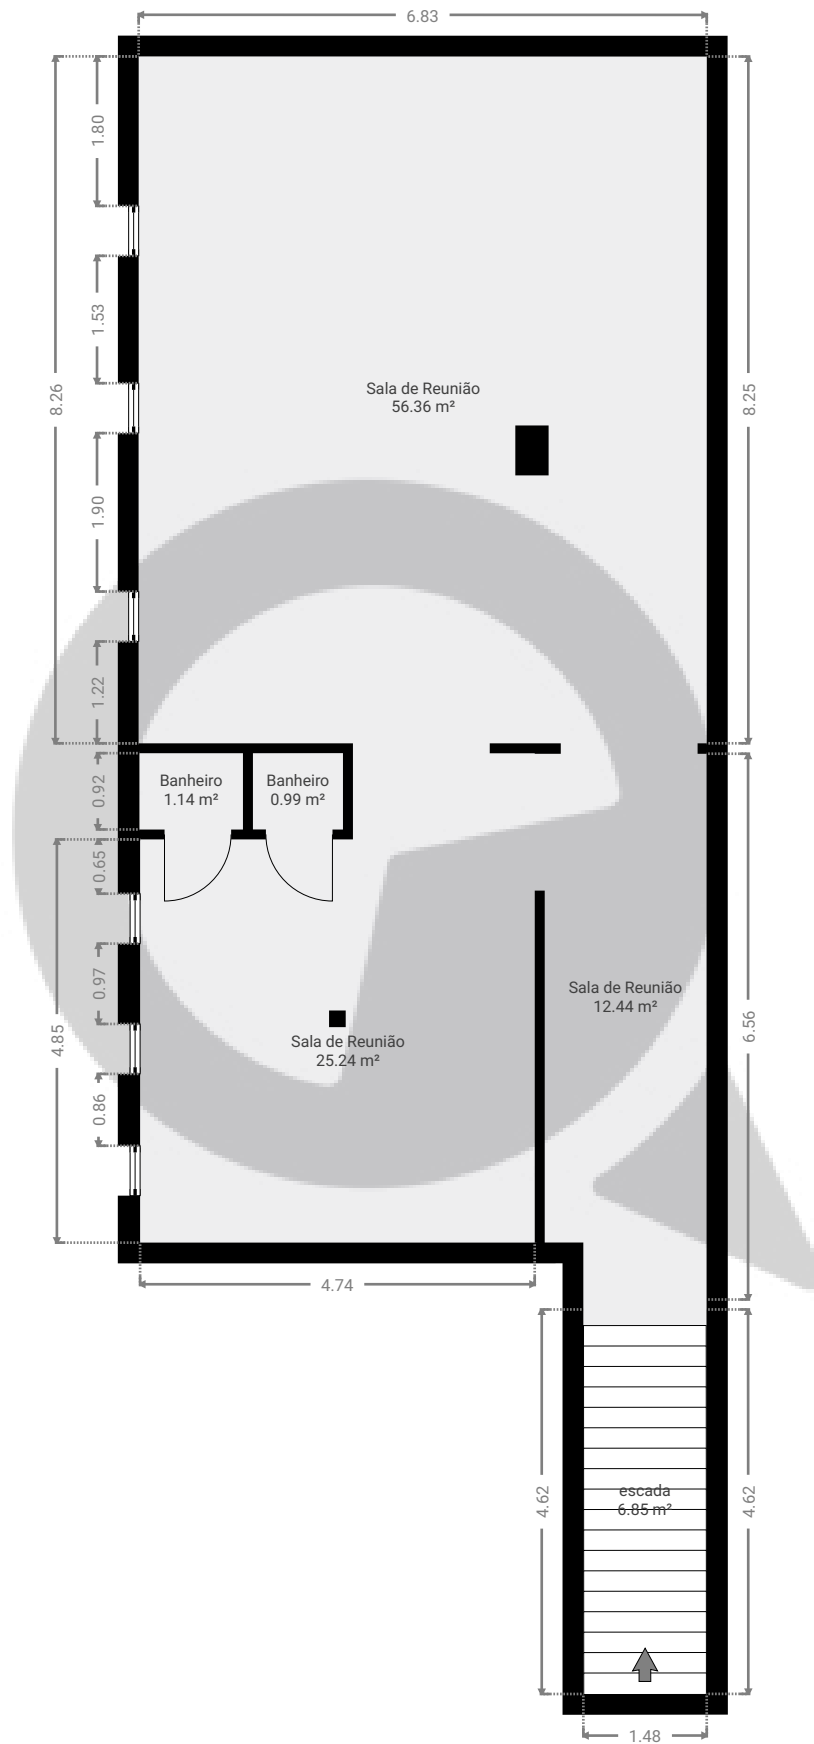 6.83
1.80
1.53
8.26
Sala de Reunião
56.36 m²
8.25
1.90
1.22
0.92
Banheiro
1.14 m²
Banheiro
0.99 m²
0.65
0.97
Sala de Reunião
12.44 m²
4.85
Sala de Reunião
25.24 m²
6.56
0.86
4.74
4.62
escada
6.85 m²
4.62
1.48